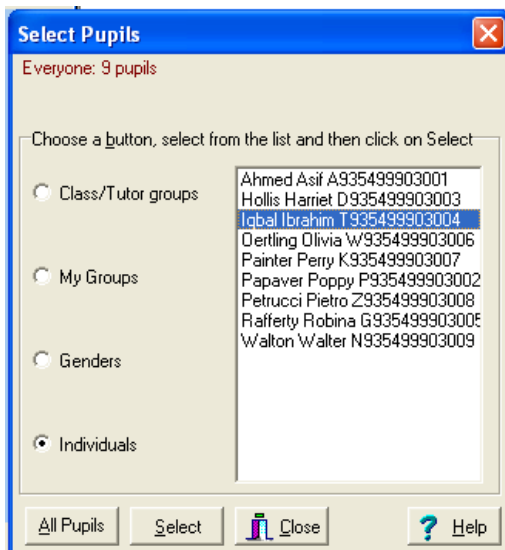 Select Pupils
Everyone: 9 pupils
Choose a button, select from the list and then click on Select
Class/Tutor groups
My Groups
Genders
Individuals
Ahmed Asif A935499903001
Hollis Harriet D935499903003
Iqbal Ibrahim T935499903004
Oertling Olivia W935499903006
Painter Perry K935499903007
Papaver Poppy P935499903002
Petrucci Pietro Z935499903008
Rafferty Robina G935499903005
Walton Walter N935499903009
All Pupils
Select
Close
Help